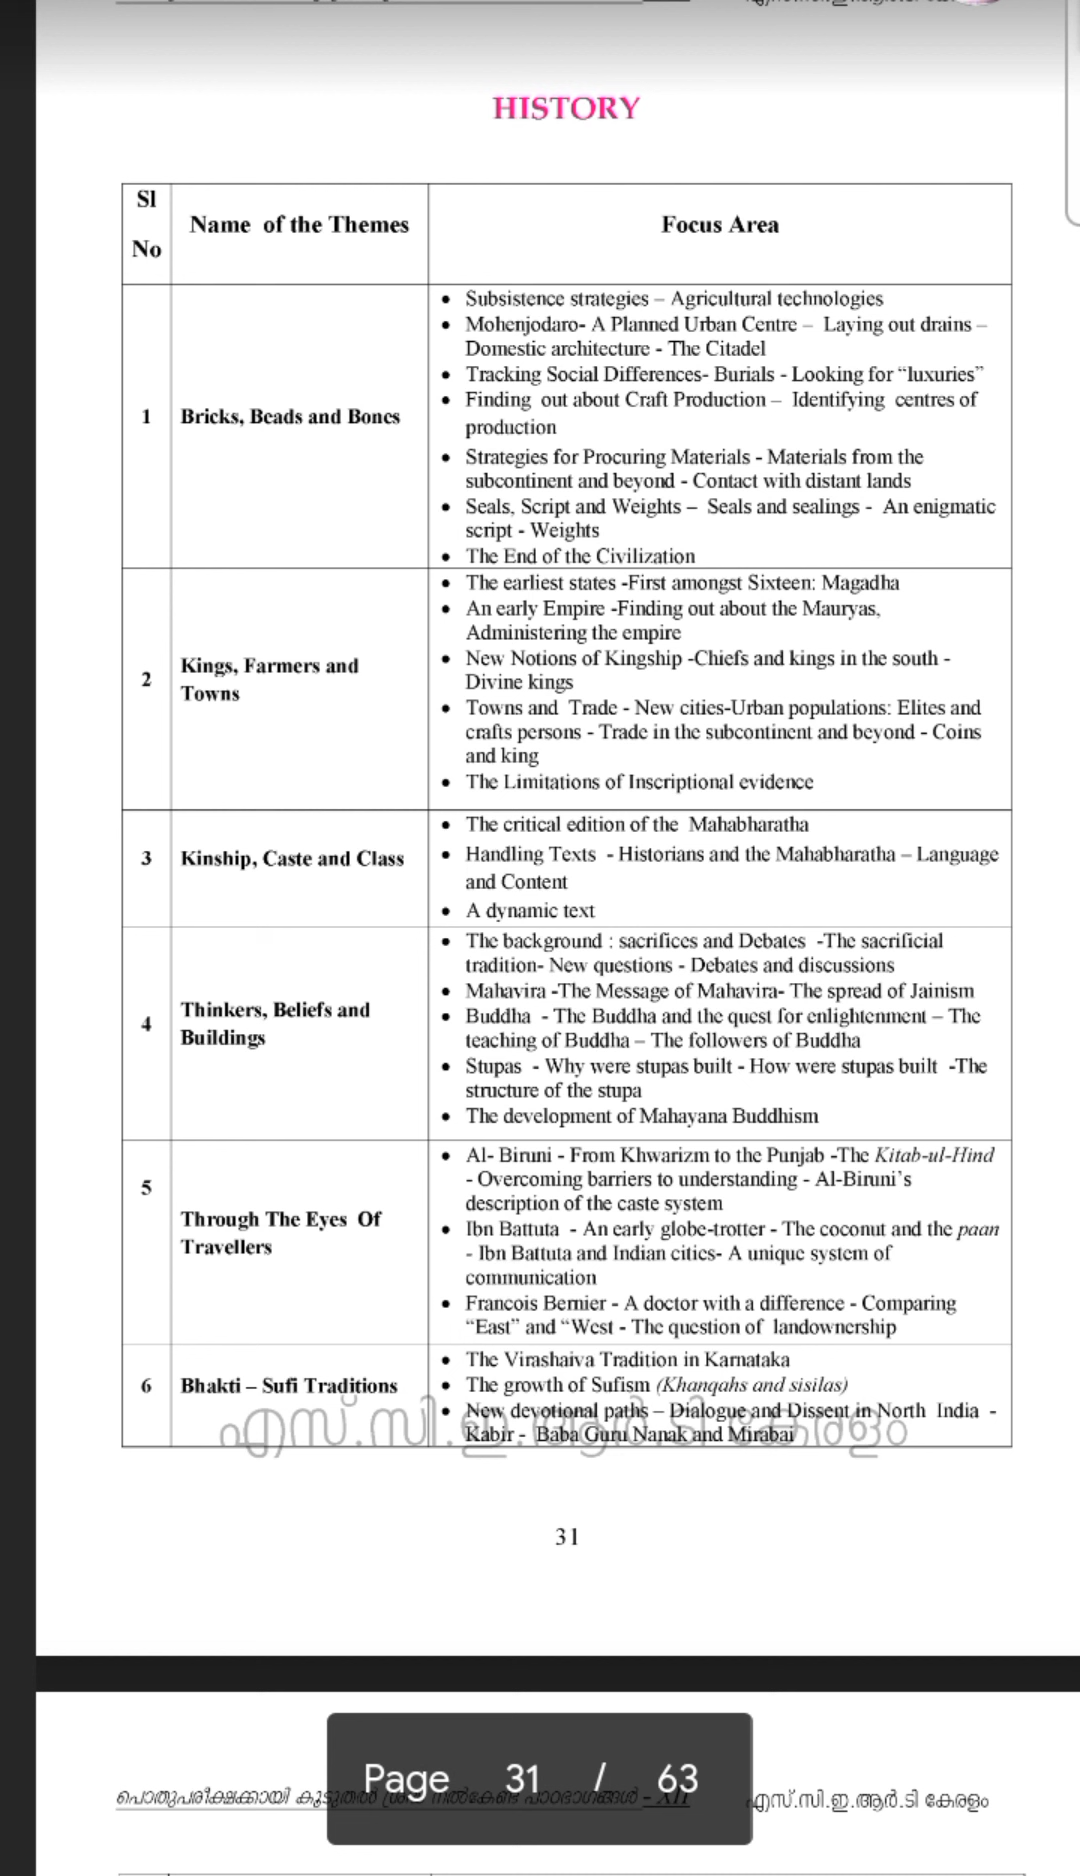 HISTORY
Sl
No
Name of the Themes
Focus Area
1
Bricks, Beads and Bones
• Subsistence strategies – Agricultural technologies
• Mohenjodaro- A Planned Urban Centre – Laying out drains –
Domestic architecture - The Citadel
• Tracking Social Differences- Burials - Looking for “luxuries”
• Finding out about Craft Production – Identifying centres of
production
• Strategies for Procuring Materials - Materials from the
subcontinent and beyond - Contact with distant lands
• Seals, Script and Weights – Seals and sealings - An enigmatic
script - Weights
• The End of the Civilization
2
Kings, Farmers and
Towns
• The earliest states -First amongst Sixteen: Magadha
• An early Empire -Finding out about the Mauryas,
Administering the empire
• New Notions of Kingship -Chiefs and kings in the south -
Divine kings
• Towns and Trade - New cities-Urban populations: Elites and
crafts persons - Trade in the subcontinent and beyond - Coins
and king
• The Limitations of Inscriptional evidence
3
Kinship, Caste and Class
• The critical edition of the Mahabharatha
• Handling Texts - Historians and the Mahabharatha – Language
and Content
• A dynamic text
4
Thinkers, Beliefs and
Buildings
• The background : sacrifices and Debates -The sacrificial
tradition- New questions - Debates and discussions
• Mahavira -The Message of Mahavira- The spread of Jainism
• Buddha - The Buddha and the quest for enlightenment – The
teaching of Buddha – The followers of Buddha
• Stupas - Why were stupas built - How were stupas built -The
structure of the stupa
• The development of Mahayana Buddhism
5
Through The Eyes Of
Travellers
• Al- Biruni - From Khwarizm to the Punjab -The Kitab-ul-Hind
- Overcoming barriers to understanding - Al-Biruni’s
description of the caste system
• Ibn Battuta - An early globe-trotter - The coconut and the paan
- Ibn Battuta and Indian cities- A unique system of
communication
• Francois Bernier - A doctor with a difference - Comparing
“East” and “West - The question of landownership
6
Bhakti – Sufi Traditions
• The Virashaiva Tradition in Karnataka
• The growth of Sufism (Khanqahs and sisilas)
• New devotional paths – Dialogue and Dissent in North India -
Kabir - Baba Guru Nanak and Mirabai
എസ്.സി.ഇ.ആർ.ടി കേരളം
31
Page 31 / 63
പൊതുപരീക്ഷക്കായി കൂടുതൽ നൽകേണ്ട പാഠഭാഗങ്ങൾ - XII
എസ്.സി.ഇ.ആർ.ടി കേരളം